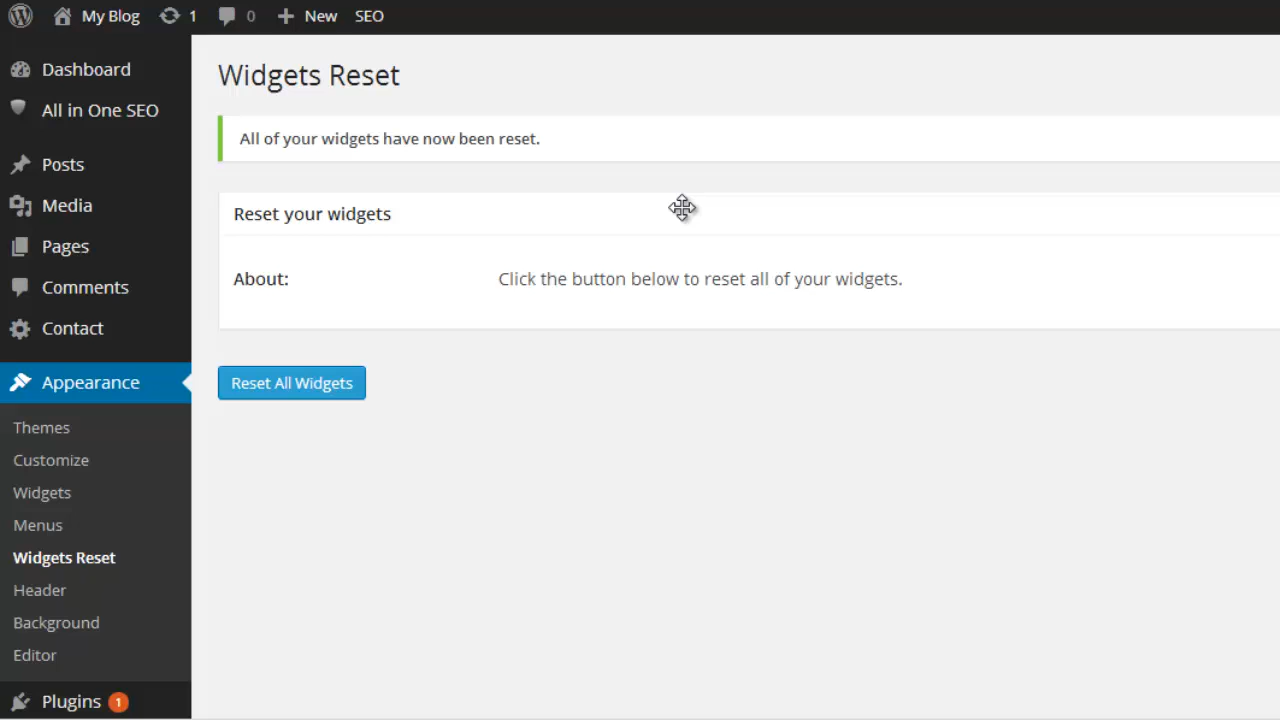 My Blog 1 0 New SEO
Dashboard
All in One SEO
Posts
Media
Pages
Comments
Contact
Appearance
Themes
Customize
Widgets
Menus
Widgets Reset
Header
Background
Editor
Plugins 1
Widgets Reset
All of your widgets have now been reset.
Reset your widgets
About: Click the button below to reset all of your widgets.
Reset All Widgets